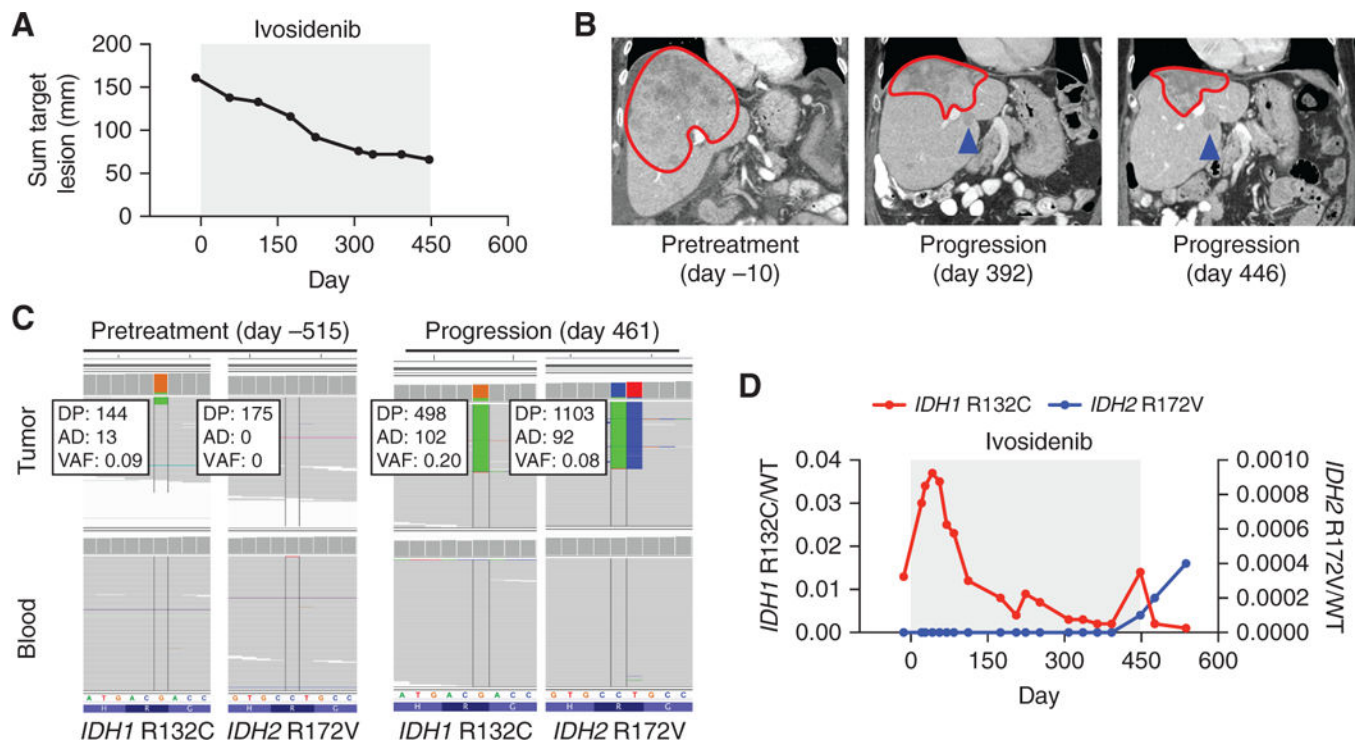 A
Ivosidenib
200
150
100
50
0
Sum target
lesion (mm)
0 150 300 450 600
Day
B
Pretreatment
(day –10)
Progression
(day 392)
Progression
(day 446)
C
Pretreatment (day –515)
Progression (day 461)
Tumor
DP: 144
AD: 13
VAF: 0.09
DP: 175
AD: 0
VAF: 0
DP: 498
AD: 102
VAF: 0.20
DP: 1103
AD: 92
VAF: 0.08
Blood
A T G A C G A C C
G T G C C T G C C
A T G A C G A C C
G T G C C T G C C
H R G
H R G
H R G
H R G
IDH1 R132C
IDH2 R172V
IDH1 R132C
IDH2 R172V
D
IDH1 R132C
IDH2 R172V
Ivosidenib
0.04
0.03
0.02
0.01
0.00
IDH1 R132C/WT
0.0010
0.0008
0.0006
0.0004
0.0002
0.0000
IDH2 R172V/WT
0 150 300 450 600
Day